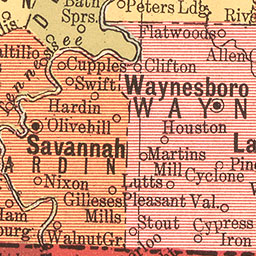 Bath
Sprs.
Peters Ldg.
Flatwoods
Cupples
Clifton
Swift
Waynesboro
WAYN
Hardin
Olivebill
Houston
Savannah
ARDIN
Martins
Mill
Cyclone
Nixon
Lutts
Gilleses
Mills
Pleasant Val.
Stout
Cypress
Iron
Walnut Gr.